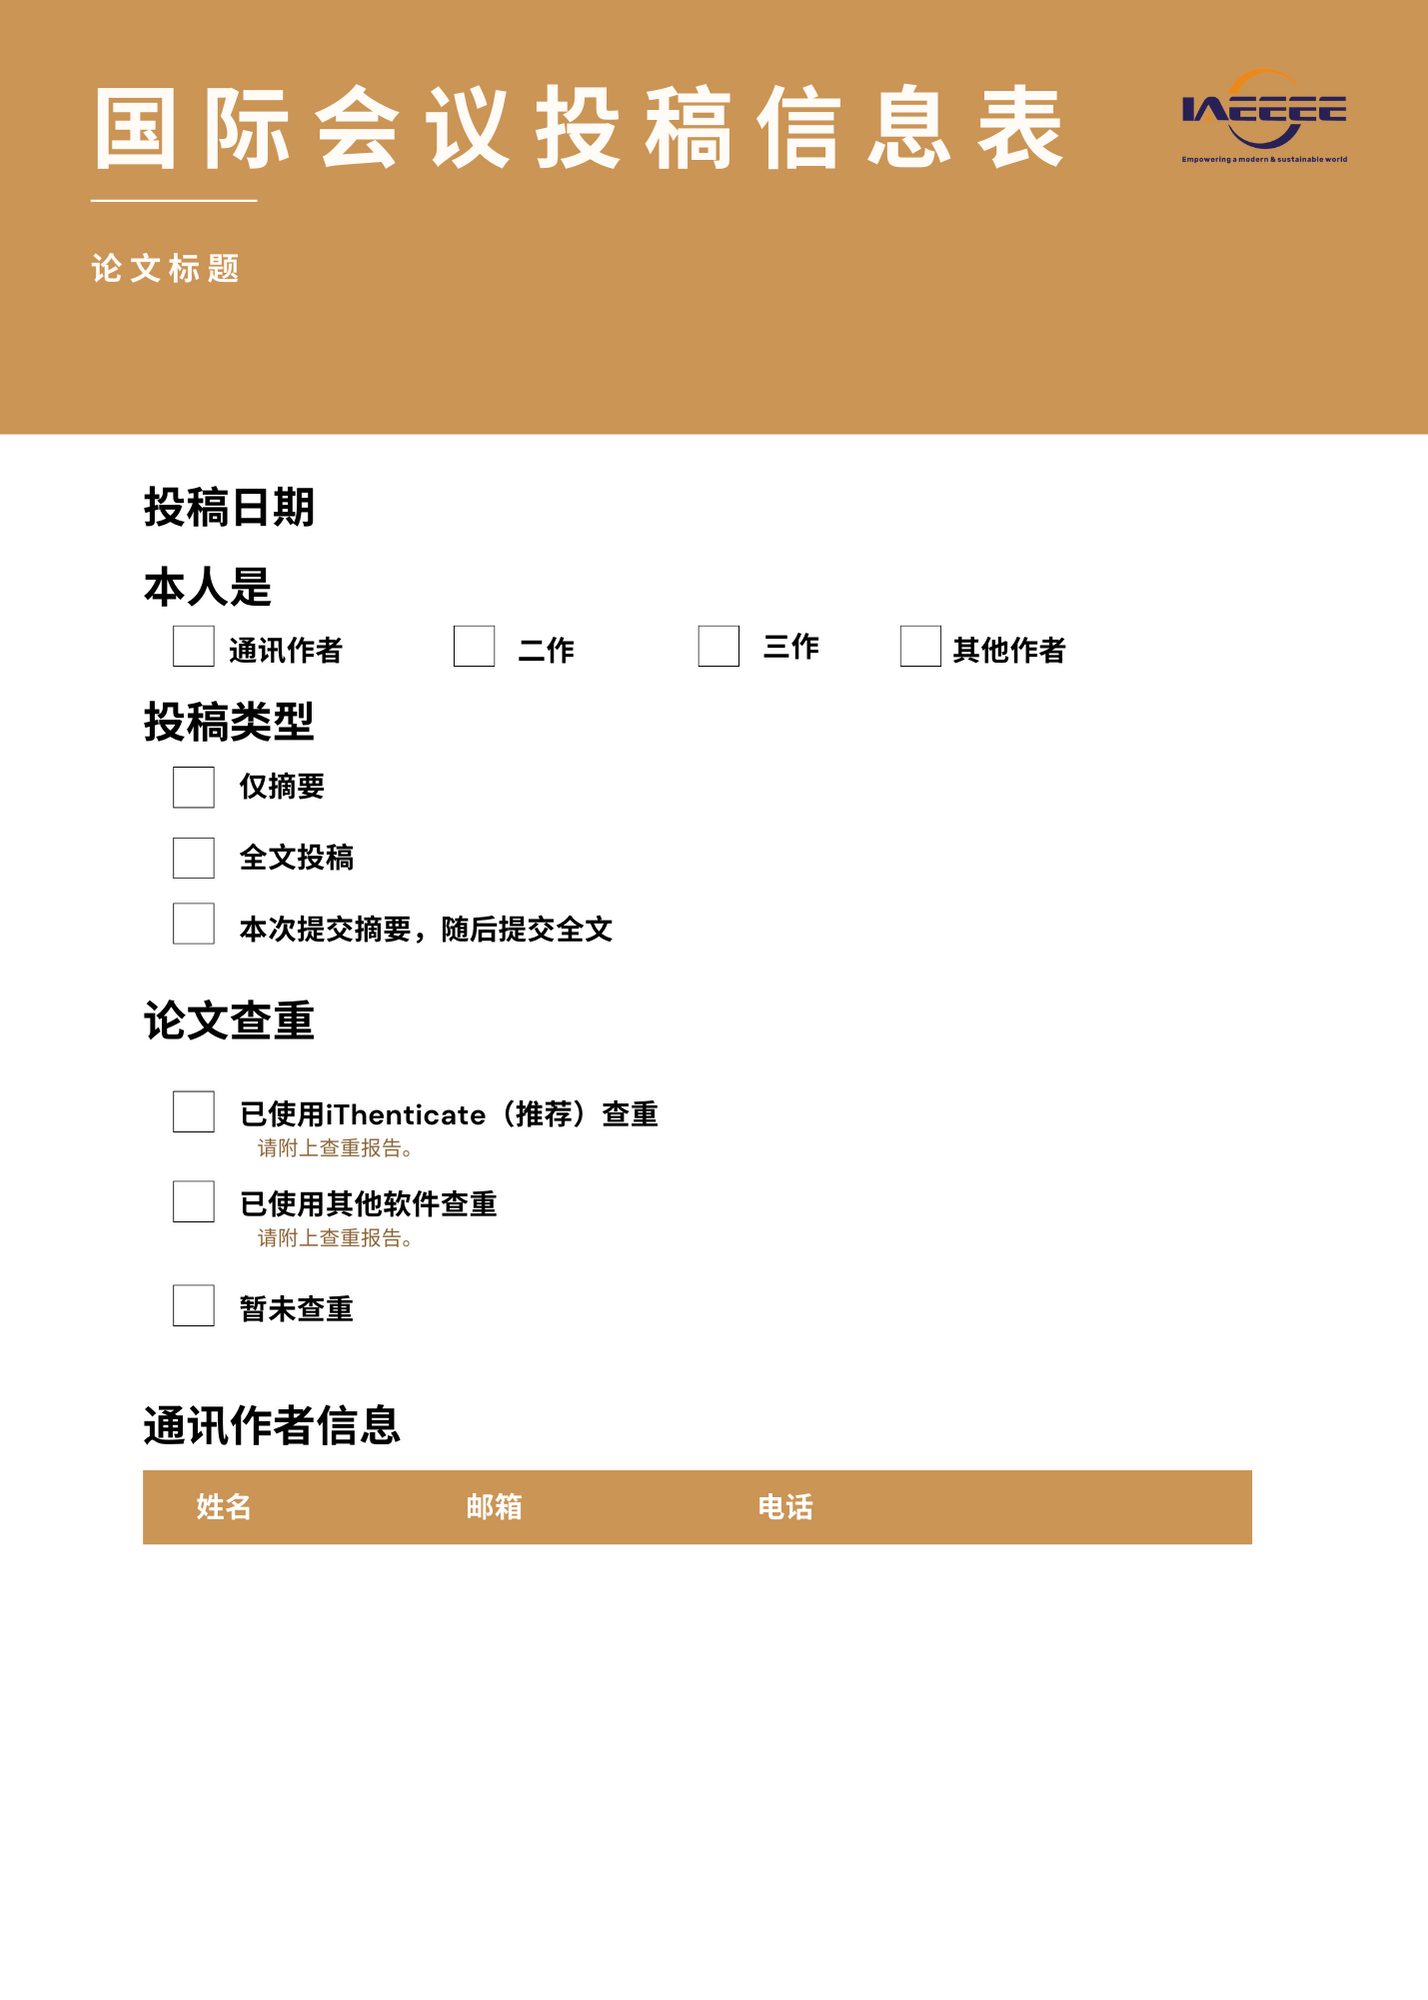 国际会议投稿信息表
IAEEEE
Empowering a modern & sustainable world
论文标题
投稿日期
本人是
通讯作者 二作 三作 其他作者
投稿类型
仅摘要
全文投稿
本次提交摘要，随后提交全文
论文查重
已使用iThenticate（推荐）查重
请附上查重报告。
已使用其他软件查重
请附上查重报告。
暂未查重
通讯作者信息
姓名 邮箱 电话